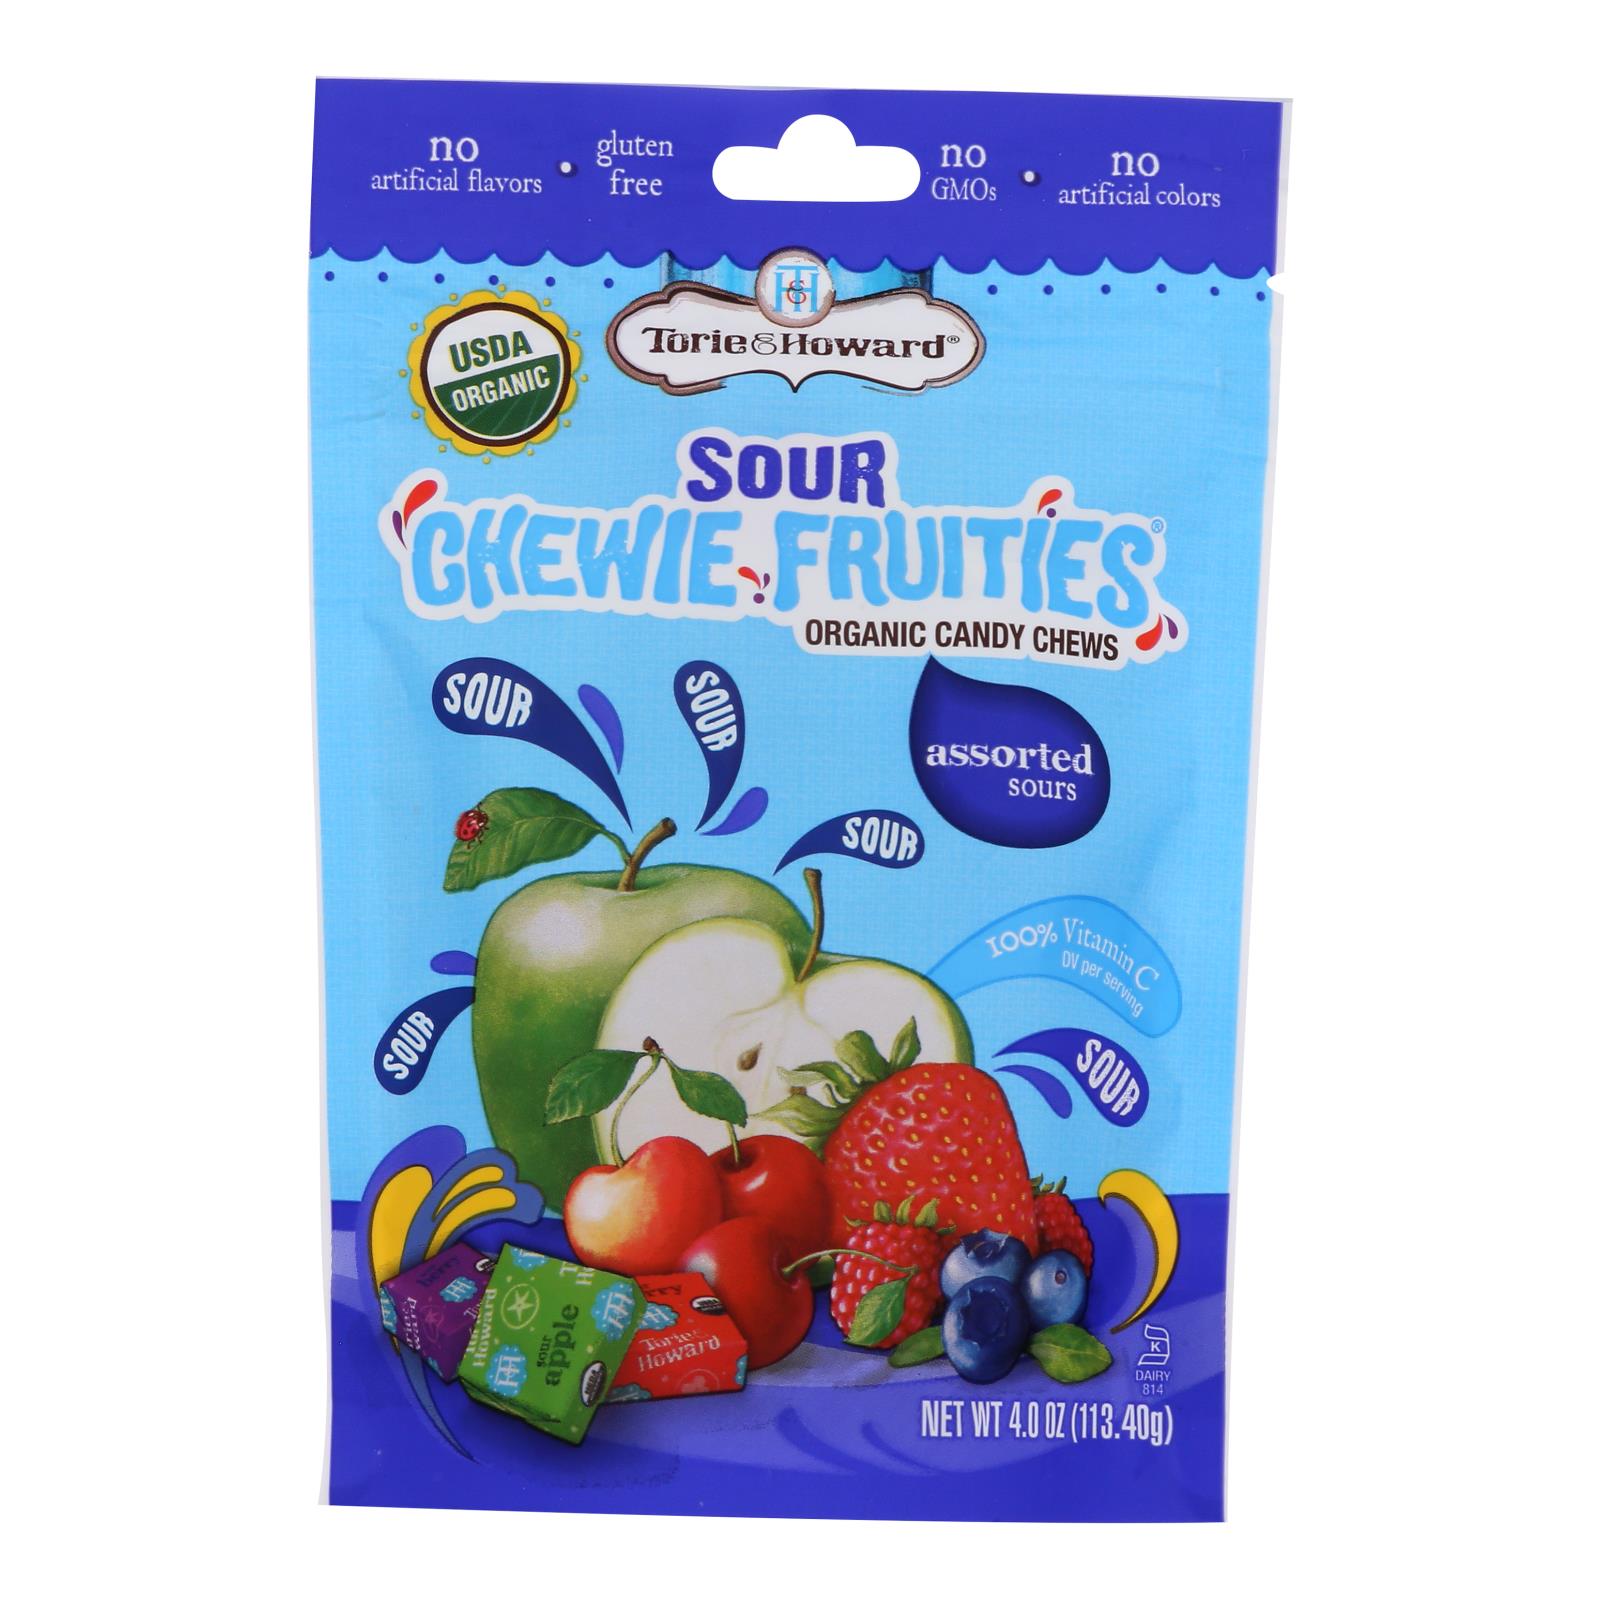 no
artificial flavors
•
gluten
free
no
GMOs
•
no
artificial colors
T&H
Torie & Howard®
USDA
ORGANIC
SOUR
CHEWIE FRUITIES®
ORGANIC CANDY CHEWS
SOUR
SOUR
assorted
sours
SOUR
100% Vitamin C
DV per serving
SOUR
SOUR
berry
Torie &
Howard
sour
apple
Torie &
Howard
K
DAIRY
814
NET WT 4.0 OZ (113.40g)